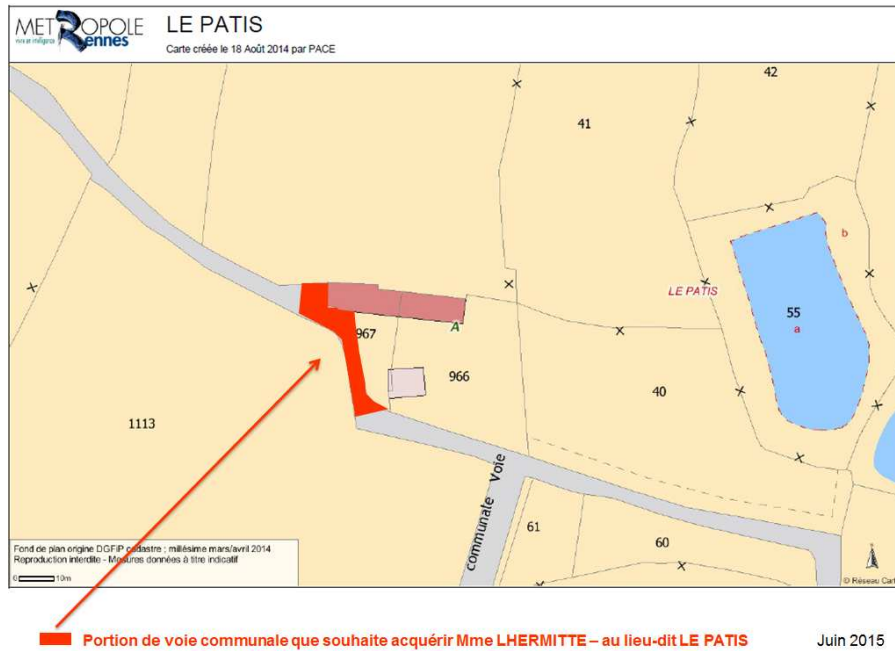 METROPOLE
Rennes
LE PATIS
Carte créée le 18 Août 2014 par PACE
42
41
b
LE PATIS
55
a
A
967
966
40
1113
communale Voie
61
60
Fond de plan origine DGFiP cadastre ; millésime mars/avril 2014
Reproduction interdite - Mesures données à titre indicatif
0 10m
© Réseau Cart
Portion de voie communale que souhaite acquérir Mme LHERMITTE – au lieu-dit LE PATIS
Juin 2015